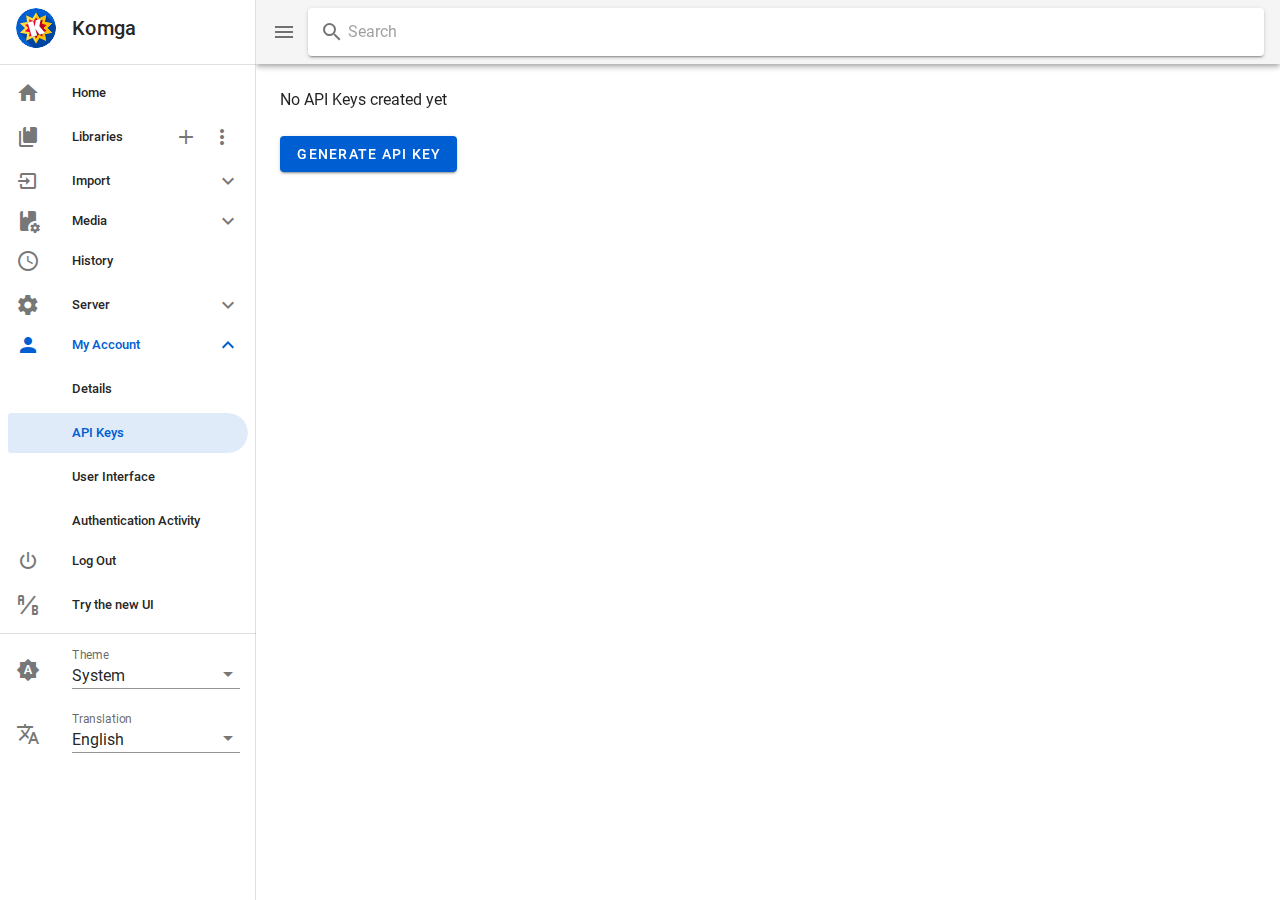 Komga
Search
Home
Libraries
Import
Media
History
Server
My Account
Details
API Keys
User Interface
Authentication Activity
Log Out
Try the new UI
Theme
System
Translation
English
No API Keys created yet
GENERATE API KEY